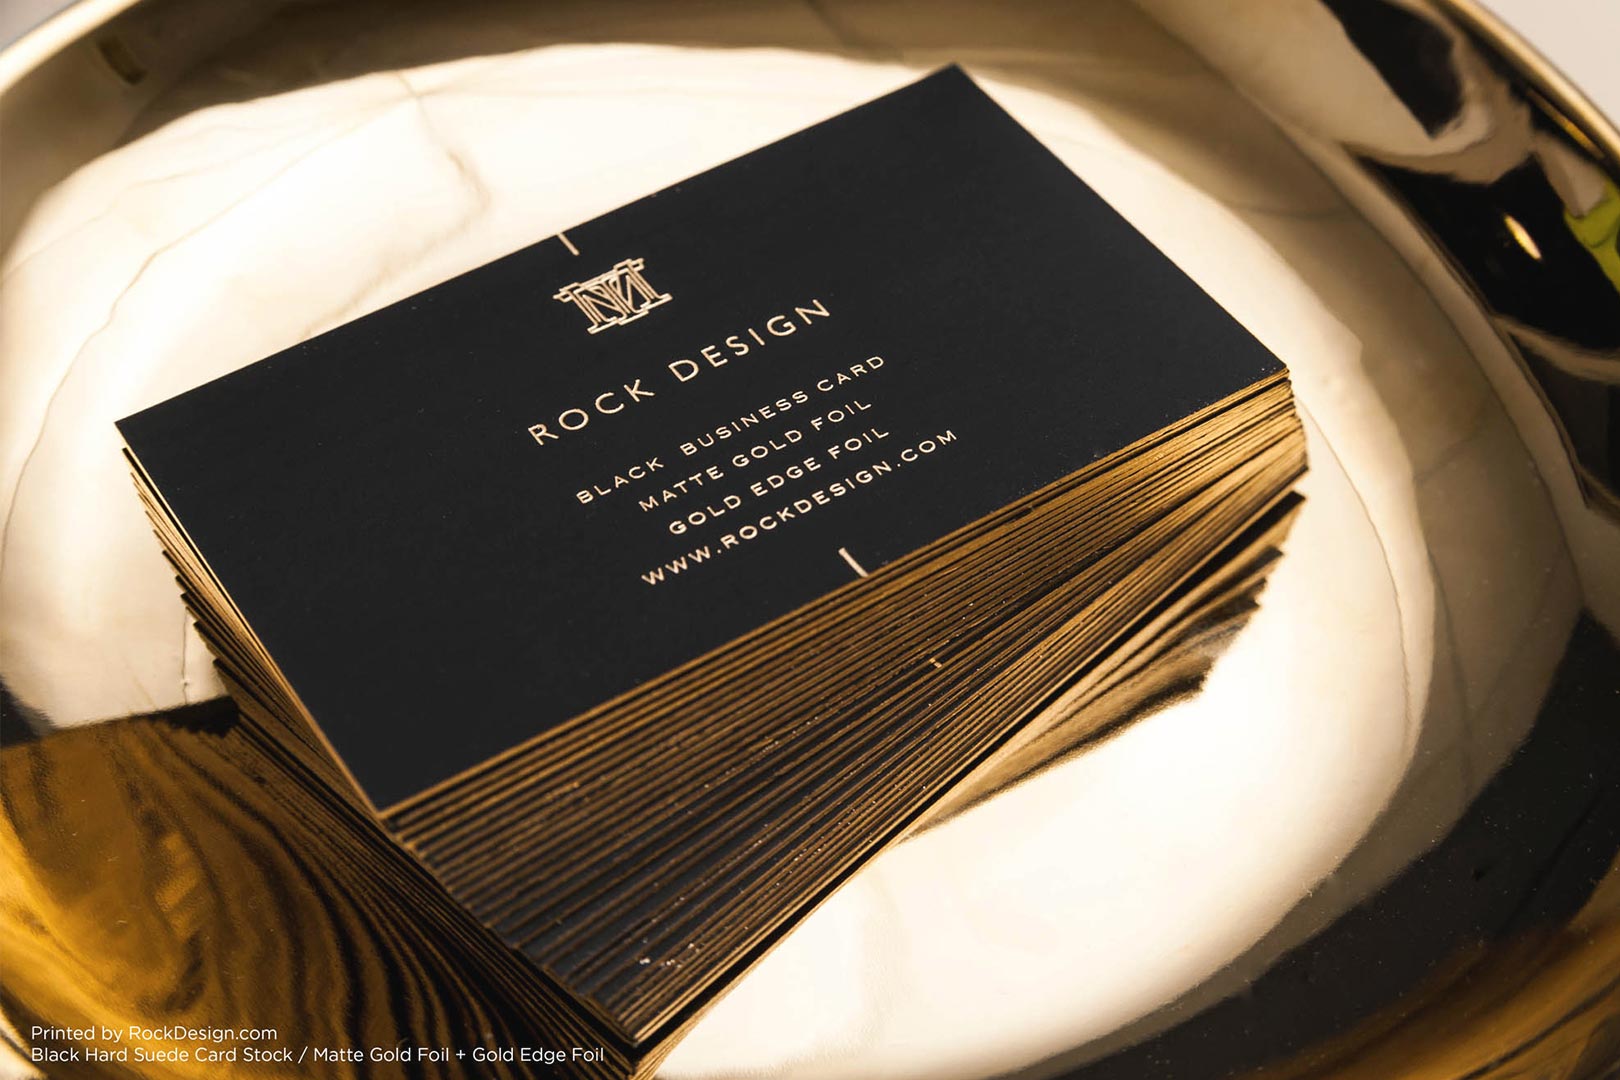 ROCK DESIGN
BLACK BUSINESS CARD
MATTE GOLD FOIL
GOLD EDGE FOIL
WWW.ROCKDESIGN.COM
Printed by RockDesign.com
Black Hard Suede Card Stock / Matte Gold Foil + Gold Edge Foil